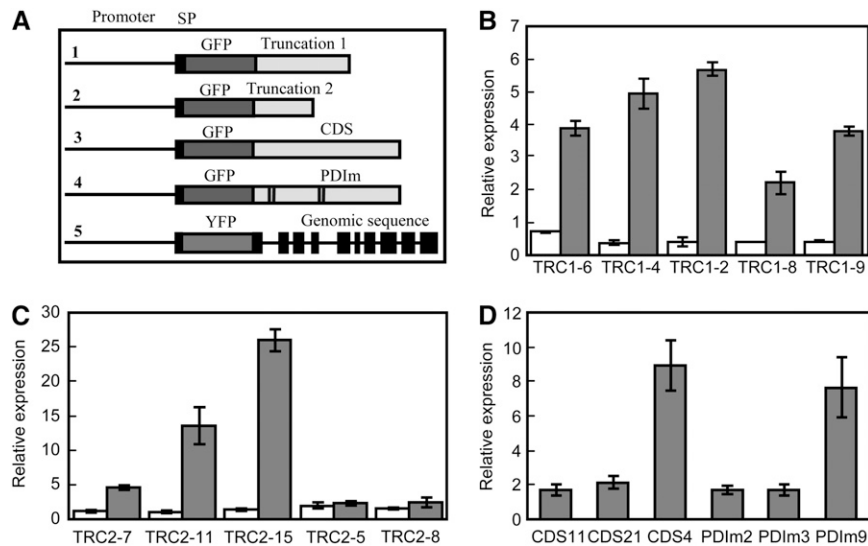 A
Promoter SP
GFP Truncation 1
1
GFP Truncation 2
2
GFP CDS
3
GFP PDIm
4
YFP Genomic sequence
5
B
Relative expression
7
6
5
4
3
2
1
0
TRC1-6 TRC1-4 TRC1-2 TRC1-8 TRC1-9
C
Relative expression
30
25
20
15
10
5
0
TRC2-7 TRC2-11 TRC2-15 TRC2-5 TRC2-8
D
Relative expression
12
10
8
6
4
2
0
CDS11 CDS21 CDS4 PDIm2 PDIm3 PDIm9